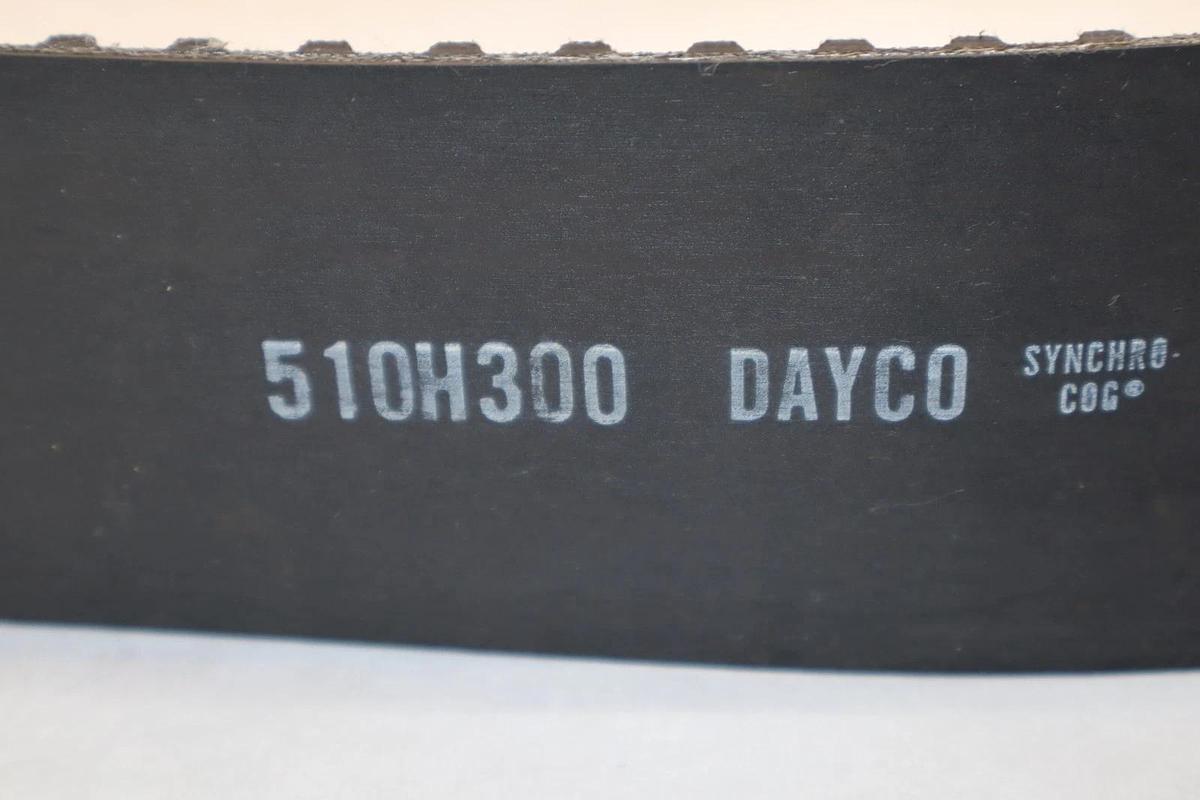 510H300 DAYCO SYNCHRO-
COG®